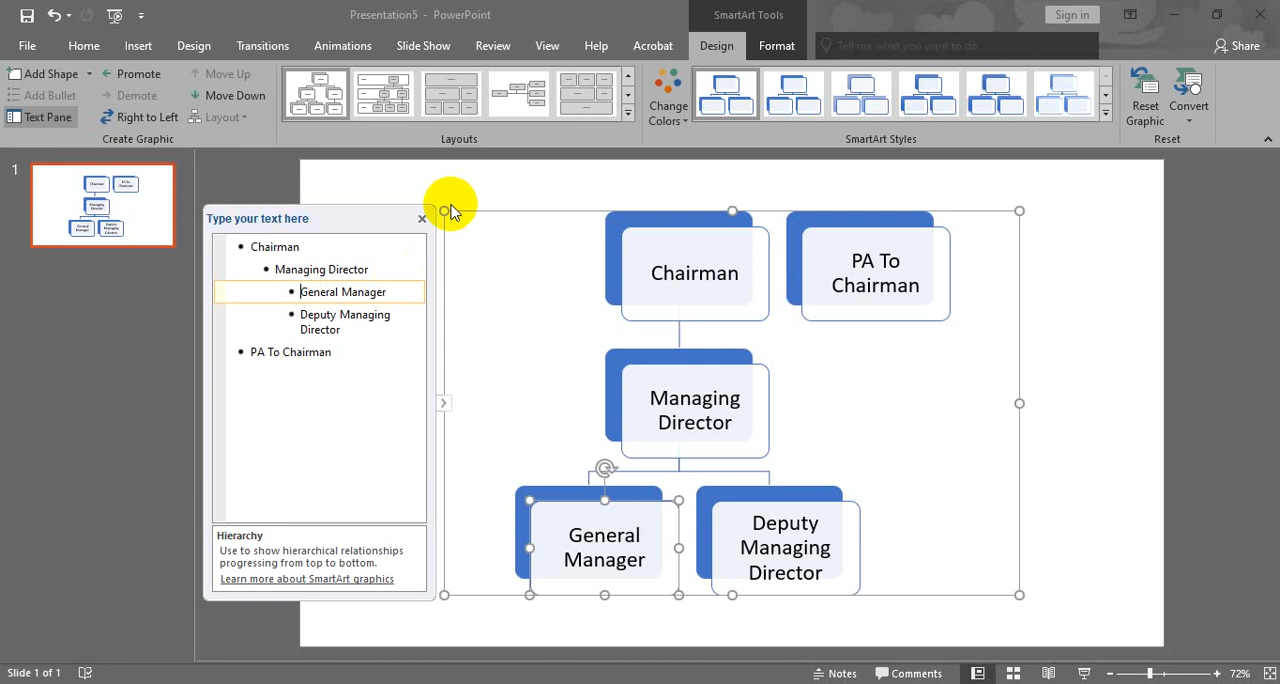 Presentation5 - PowerPoint
SmartArt Tools
Sign in
File
Home
Insert
Design
Transitions
Animations
Slide Show
Review
View
Help
Acrobat
Design
Format
Tell me what you want to do
Share
Add Shape
Promote
Move Up
Add Bullet
Demote
Move Down
Text Pane
Right to Left
Layout
Create Graphic
Layouts
Change
Colors
SmartArt Styles
Reset
Graphic
Convert
Reset
1
Type your text here
Chairman
Managing Director
General Manager
Deputy Managing
Director
PA To Chairman
Hierarchy
Use to show hierarchical relationships
progressing from top to bottom.
Learn more about SmartArt graphics
Chairman
PA To
Chairman
Managing
Director
General
Manager
Deputy
Managing
Director
Slide 1 of 1
Notes
Comments
72%